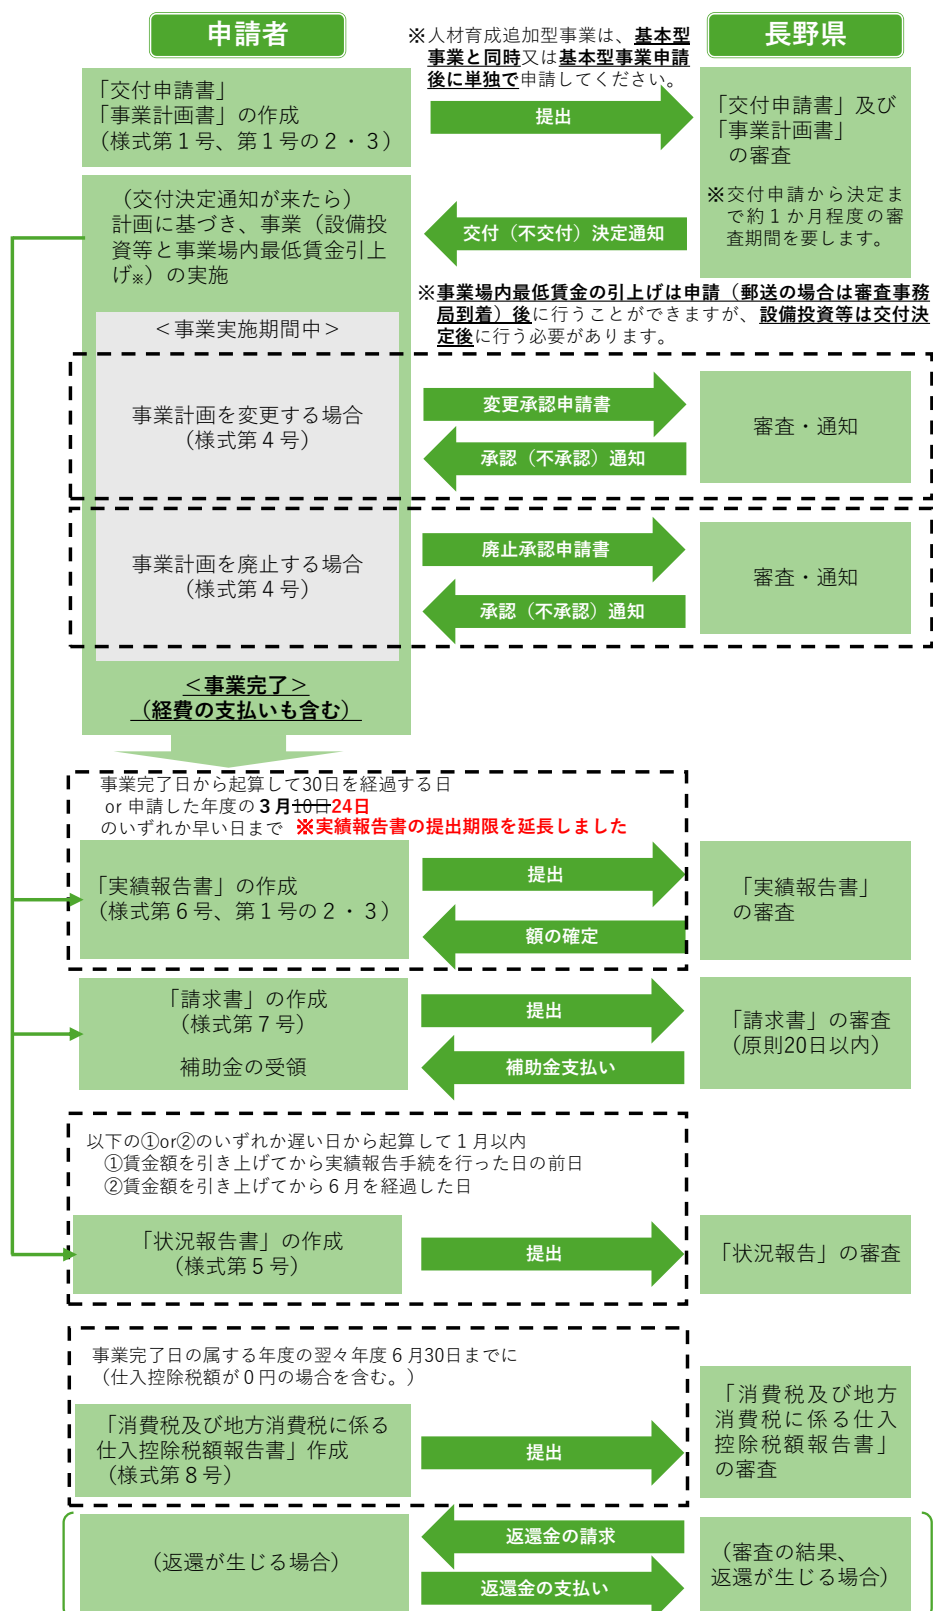 申請者
長野県
※人材育成追加型事業は、基本型
事業と同時又は基本型事業申請
後に単独で申請してください。
「交付申請書」
「事業計画書」の作成
（様式第１号、第１号の２・３）
提出
「交付申請書」及び
「事業計画書」
の審査
※交付申請から決定ま
で約１か月程度の審
査期間を要します。
（交付決定通知が来たら）
計画に基づき、事業（設備投
資等と事業場内最低賃金引上
げ※）の実施
交付（不交付）決定通知
※事業場内最低賃金の引上げは申請（郵送の場合は審査事務
局到着）後に行うことができますが、設備投資等は交付決
定後に行う必要があります。
＜事業実施期間中＞
事業計画を変更する場合
（様式第４号）
変更承認申請書
承認（不承認）通知
審査・通知
事業計画を廃止する場合
（様式第４号）
廃止承認申請書
承認（不承認）通知
審査・通知
＜事業完了＞
（経費の支払いも含む）
事業完了日から起算して30日を経過する日
or 申請した年度の３月10日24日
のいずれか早い日まで ※実績報告書の提出期限を延長しました
「実績報告書」の作成
（様式第６号、第１号の２・３）
提出
額の確定
「実績報告書」
の審査
「請求書」の作成
（様式第７号）
補助金の受領
提出
補助金支払い
「請求書」の審査
（原則20日以内）
以下の①or②のいずれか遅い日から起算して１月以内
①賃金額を引き上げてから実績報告手続を行った日の前日
②賃金額を引き上げてから６月を経過した日
「状況報告書」の作成
（様式第５号）
提出
「状況報告」の審査
事業完了日の属する年度の翌々年度６月30日までに
（仕入控除税額が０円の場合を含む。）
「消費税及び地方消費税に係る
仕入控除税額報告書」作成
（様式第８号）
提出
「消費税及び地方
消費税に係る仕入
控除税額報告書」
の審査
（返還が生じる場合）
返還金の請求
返還金の支払い
（審査の結果、
返還が生じる場合）